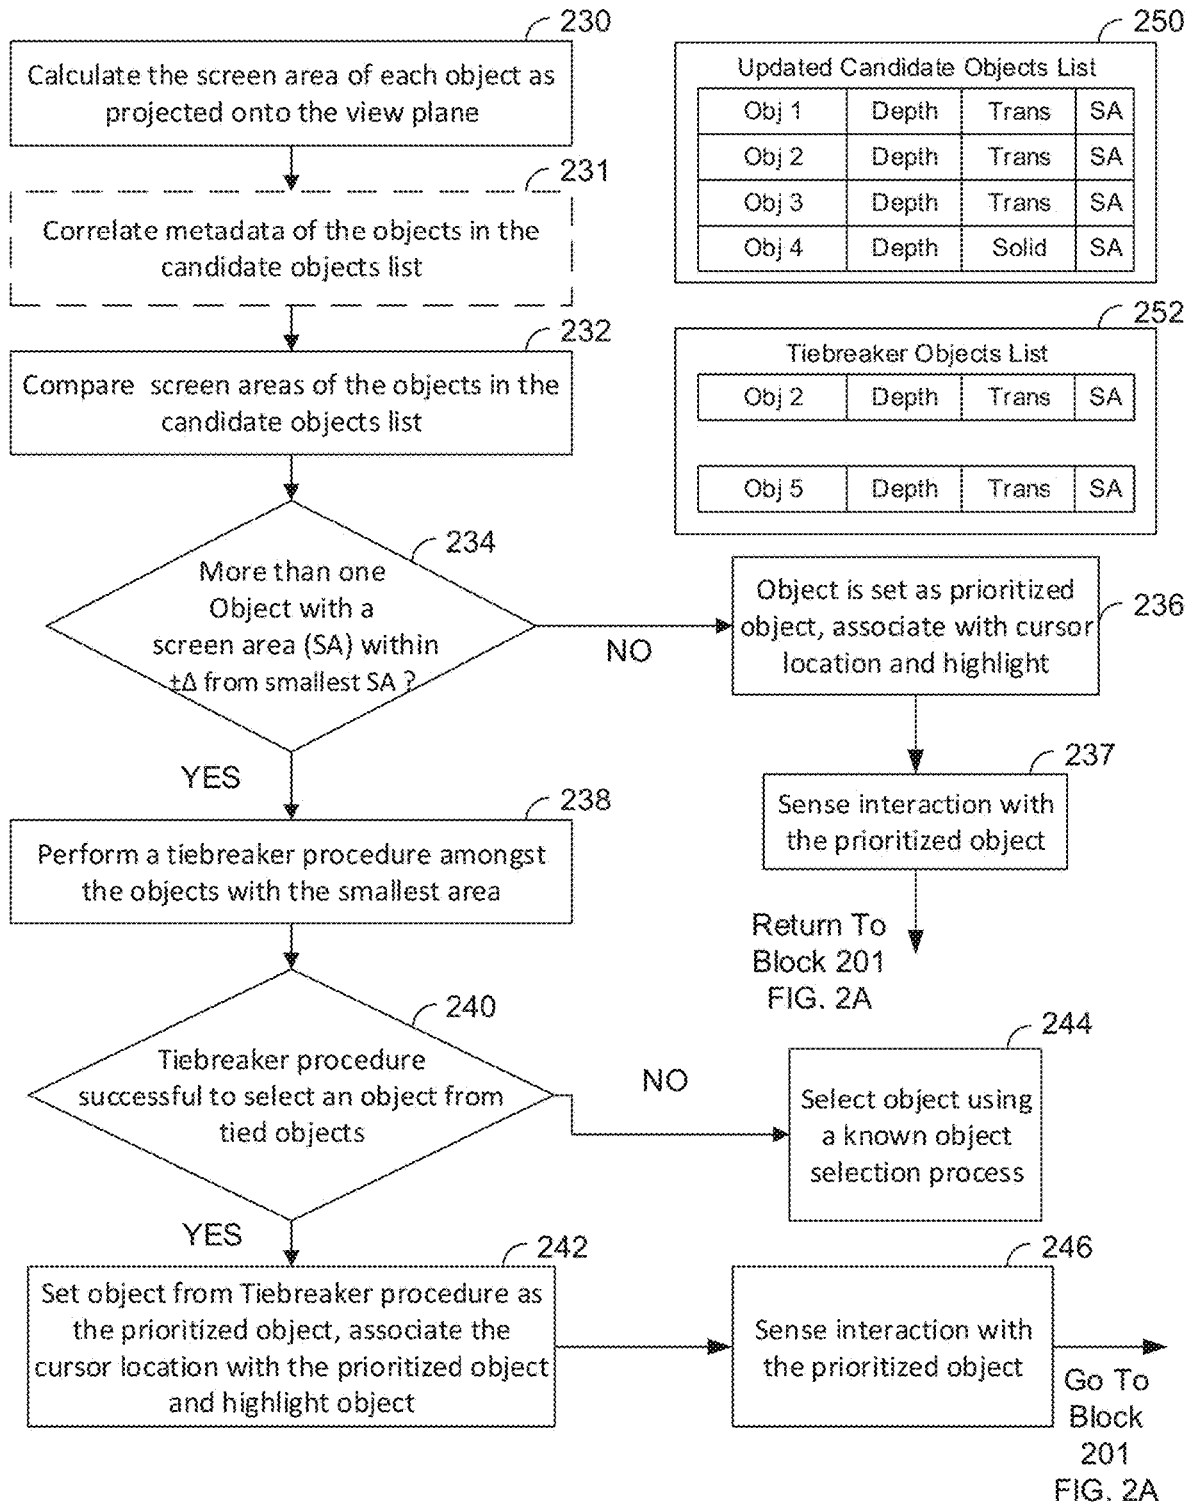 230
Calculate the screen area of each object as
projected onto the view plane
231
Correlate metadata of the objects in the
candidate objects list
232
Compare screen areas of the objects in the
candidate objects list
234
More than one
Object with a
screen area (SA) within
±Δ from smallest SA ?
NO
YES
236
Object is set as prioritized
object, associate with cursor
location and highlight
237
Sense interaction with
the prioritized object
Return To
Block 201
FIG. 2A
238
Perform a tiebreaker procedure amongst
the objects with the smallest area
240
Tiebreaker procedure
successful to select an object from
tied objects
NO
YES
244
Select object using
a known object
selection process
242
Set object from Tiebreaker procedure as
the prioritized object, associate the
cursor location with the prioritized object
and highlight object
246
Sense interaction with
the prioritized object
Go To
Block
201
FIG. 2A
250
Updated Candidate Objects List
Obj 1 Depth Trans SA
Obj 2 Depth Trans SA
Obj 3 Depth Trans SA
Obj 4 Depth Solid SA
252
Tiebreaker Objects List
Obj 2 Depth Trans SA
Obj 5 Depth Trans SA